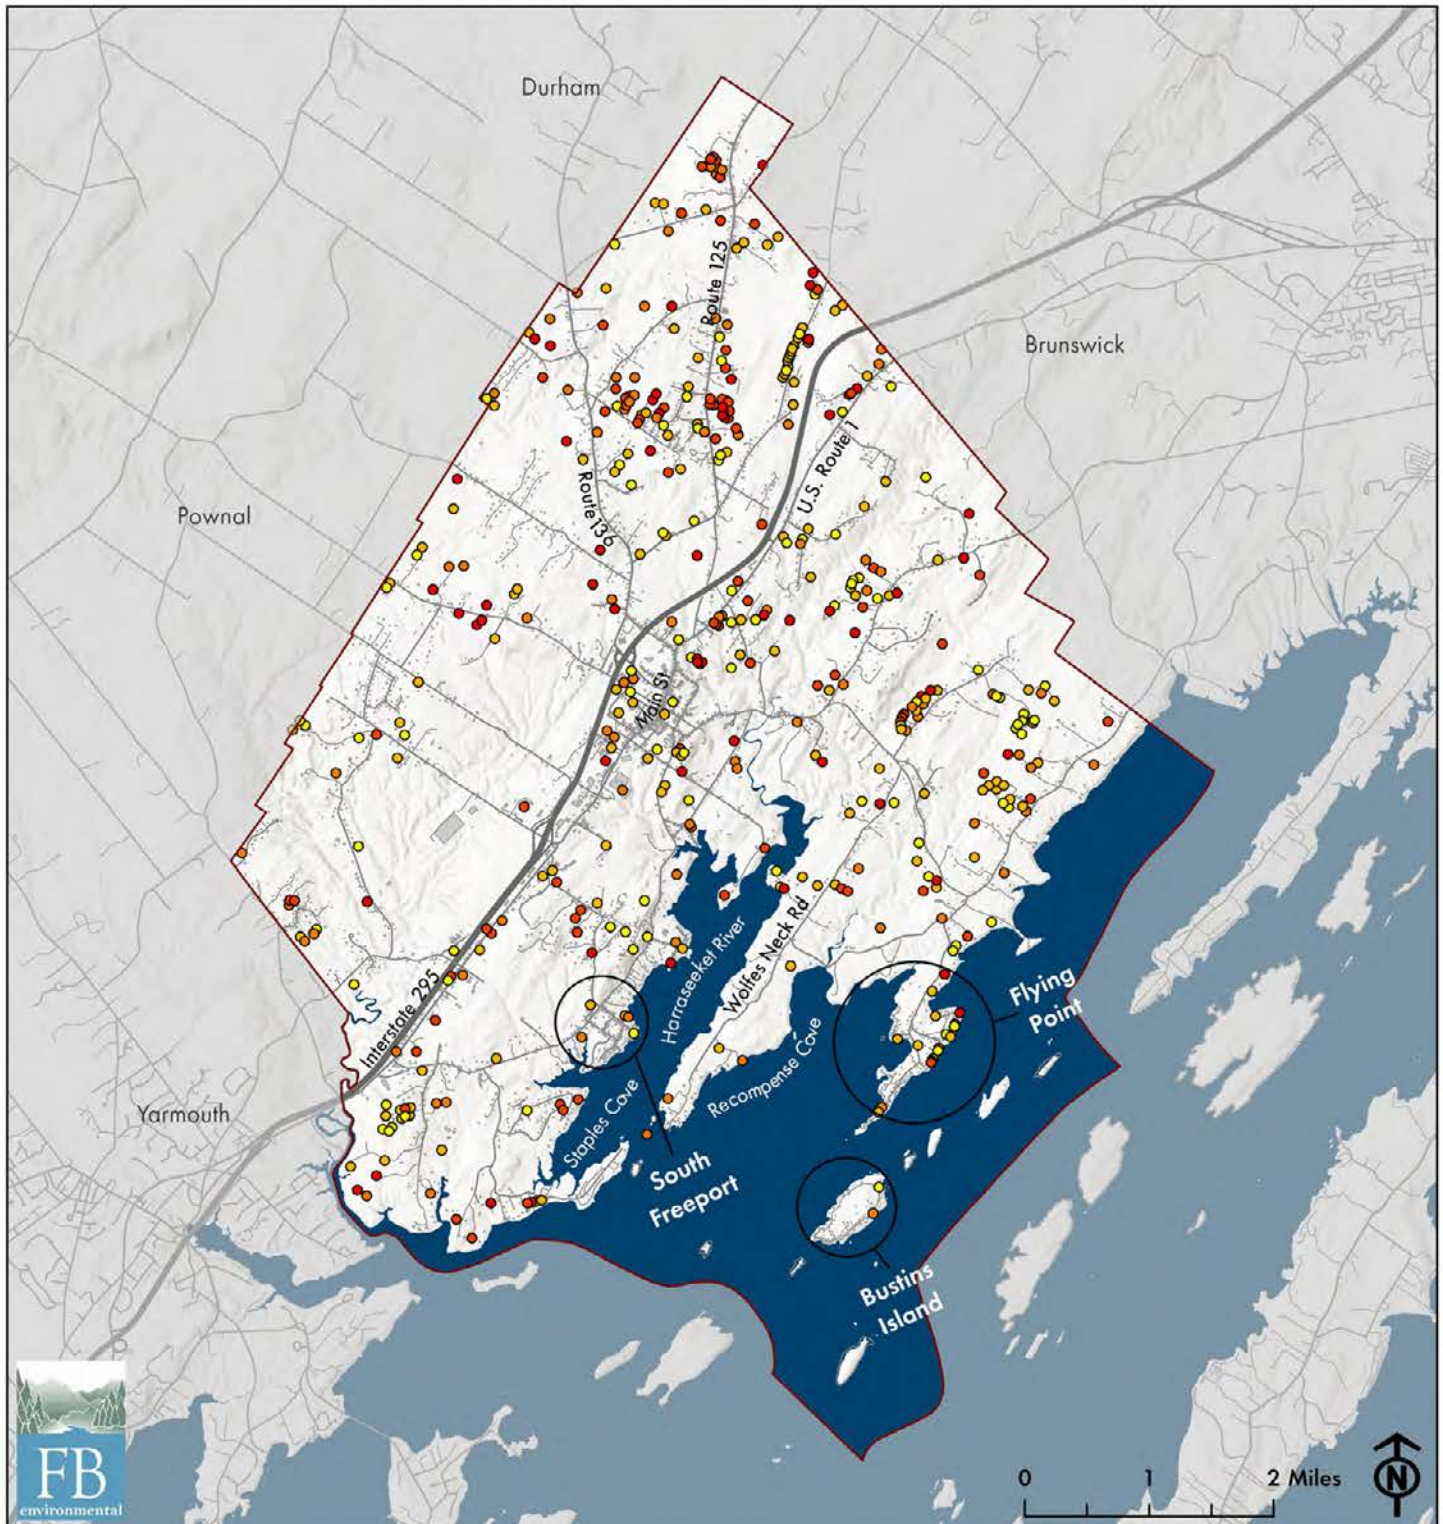 Durham
Route 125
Brunswick
U.S. Route 1
Route 136
Pownal
Main St
Harraseeket River
Wolfes Neck Rd
Flying
Point
Interstate 295
Recompense Cove
Yarmouth
Staples Cove
South
Freeport
Bustins
Island
FB
environmental
0 1 2 Miles
N